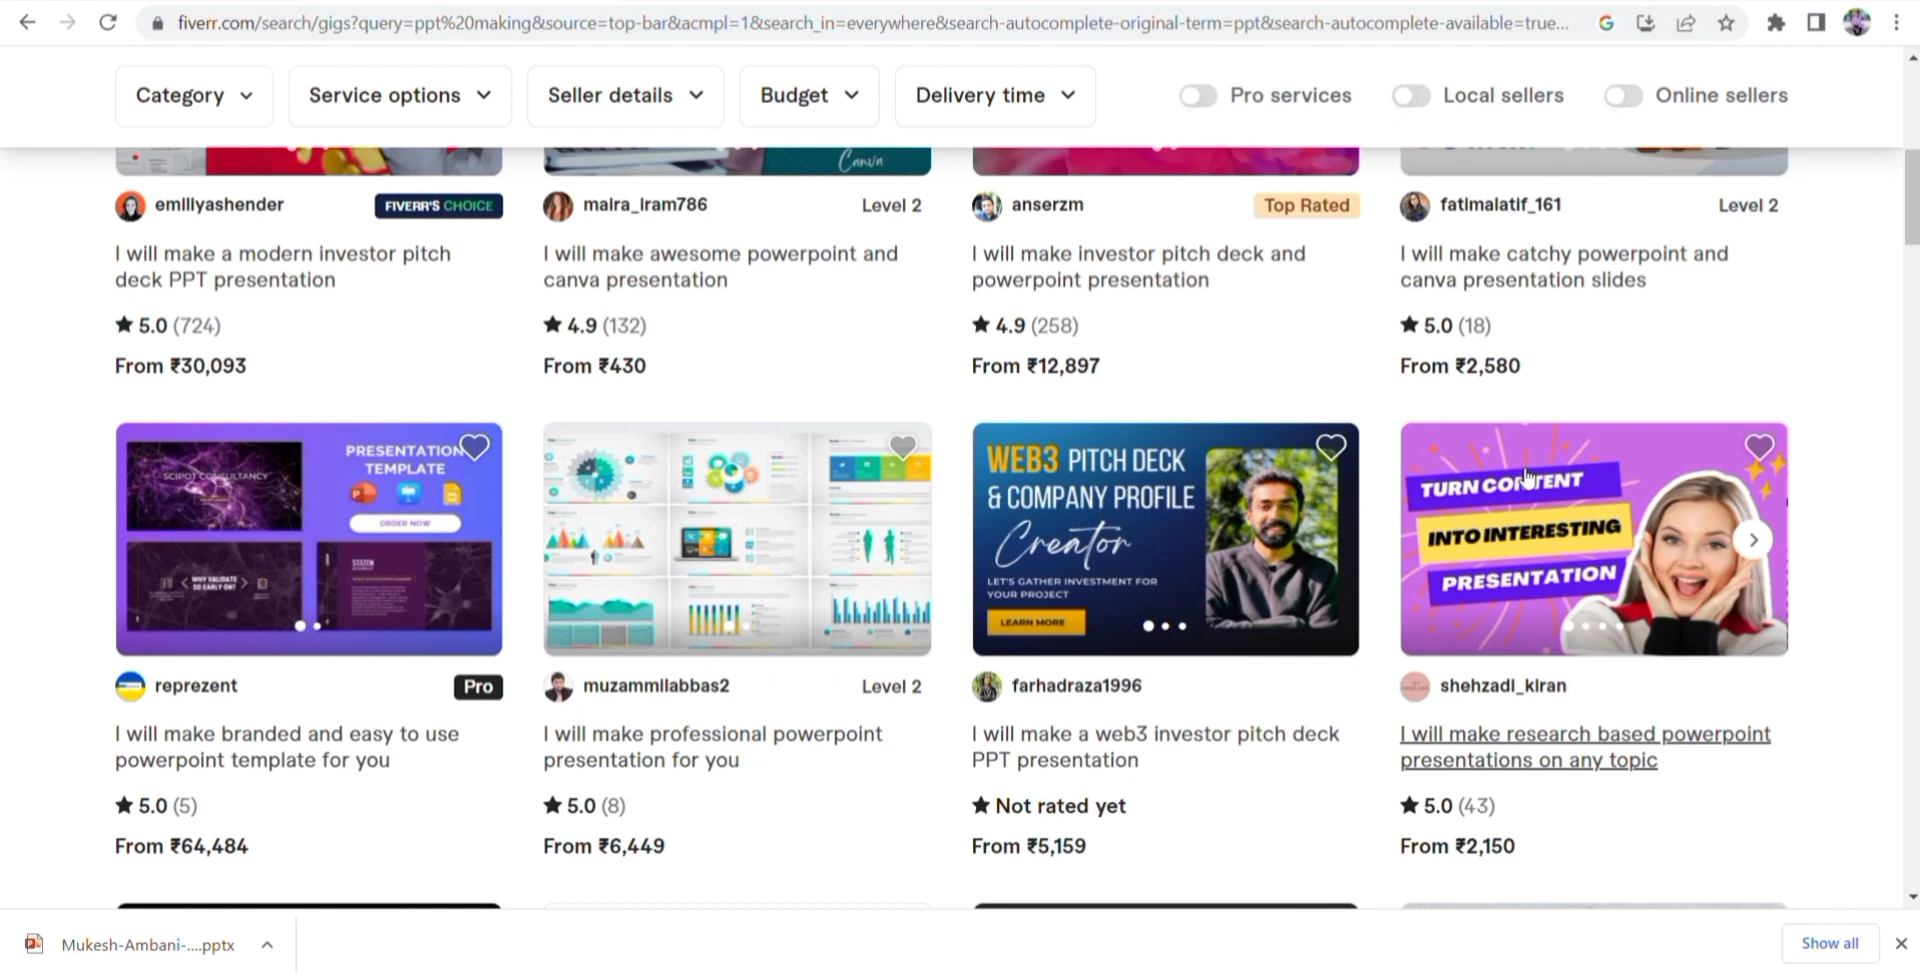 fiverr.com/search/gigs?query=ppt%20making&source=top-bar&acmpl=1&search_in=everywhere&search-autocomplete-original-term=ppt&search-autocomplete-available=true...
Category
Service options
Seller details
Budget
Delivery time
Pro services
Local sellers
Online sellers
Canva
emiliyashender
FIVERR'S CHOICE
maira_iram786
Level 2
anserzm
Top Rated
fatimalatif_161
Level 2
I will make a modern investor pitch
deck PPT presentation
I will make awesome powerpoint and
canva presentation
I will make investor pitch deck and
powerpoint presentation
I will make catchy powerpoint and
canva presentation slides
5.0 (724)
4.9 (132)
4.9 (258)
5.0 (18)
From ₹30,093
From ₹430
From ₹12,897
From ₹2,580
PRESENTATION
TEMPLATE
SCIPOT CONSULTANCY
ORDER NOW
WHY VALIDATE
SO EARLY ON?
STATEN
WEB3 PITCH DECK
& COMPANY PROFILE
Creator
LET'S GATHER INVESTMENT FOR
YOUR PROJECT
LEARN MORE
TURN CONTENT
INTO INTERESTING
PRESENTATION
reprezent
Pro
muzammilabbas2
Level 2
farhadraza1996
shehzadi_kiran
I will make branded and easy to use
powerpoint template for you
I will make professional powerpoint
presentation for you
I will make a web3 investor pitch deck
PPT presentation
I will make research based powerpoint
presentations on any topic
5.0 (5)
5.0 (8)
Not rated yet
5.0 (43)
From ₹64,484
From ₹6,449
From ₹5,159
From ₹2,150
Mukesh-Ambani-....pptx
Show all